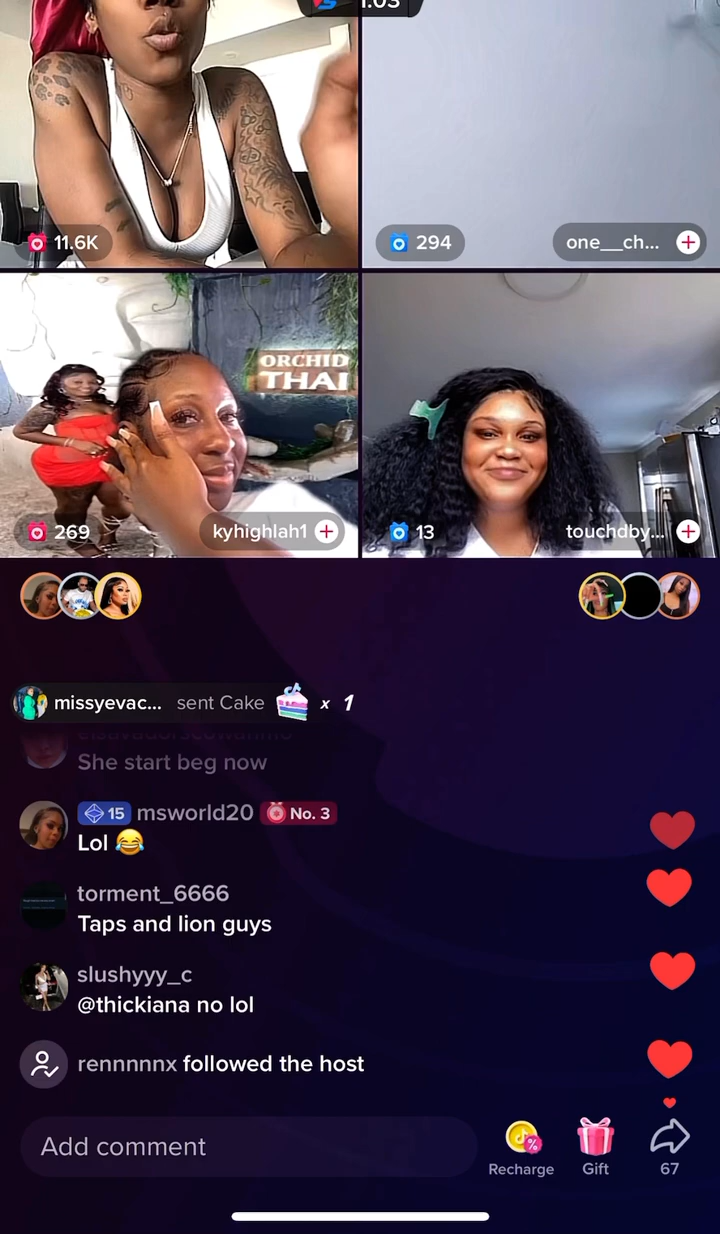 1:03
11.6K
294
one__ch...
ORCHID
THAI
269
kyhighlah1
13
touchdby...
missyevac... sent Cake x 1
She start beg now
15 msworld20 No. 3
Lol 😂
torment_6666
Taps and lion guys
slushyyy_c
@thickiana no lol
rennnnnx followed the host
Add comment
Recharge
Gift
67